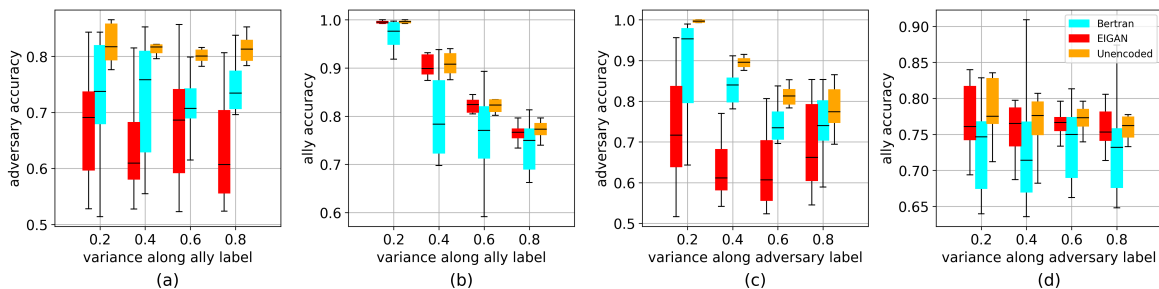 adversary accuracy
0.8
0.7
0.6
0.5
0.2 0.4 0.6 0.8
variance along ally label
(a)
ally accuracy
1.0
0.9
0.8
0.7
0.6
0.2 0.4 0.6 0.8
variance along ally label
(b)
adversary accuracy
1.0
0.9
0.8
0.7
0.6
0.5
0.2 0.4 0.6 0.8
variance along adversary label
(c)
ally accuracy
0.90
0.85
0.80
0.75
0.70
0.65
0.2 0.4 0.6 0.8
variance along adversary label
(d)
Bertran
EIGAN
Unencoded